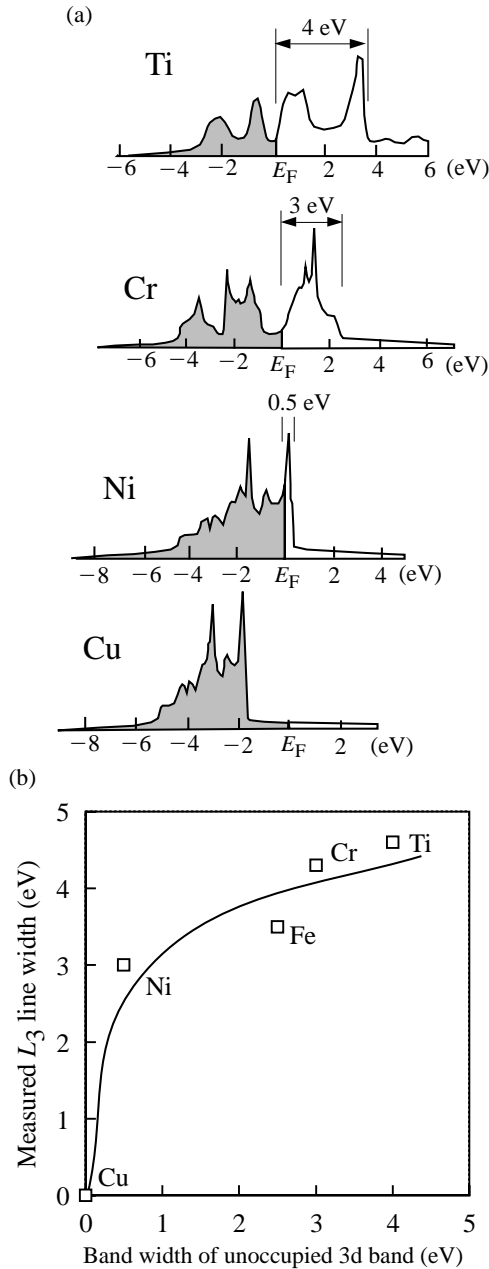 (a)
4 eV
Ti
−6 −4 −2 E_F 2 4 6 (eV)
3 eV
Cr
−6 −4 −2 E_F 2 4 6 (eV)
0.5 eV
Ni
−8 −6 −4 −2 E_F 2 4 (eV)
Cu
−8 −6 −4 −2 E_F 2 (eV)
(b)
Measured L3 line width (eV)
5
4
3
2
1
0
Cr
Ti
Fe
Ni
Cu
0 1 2 3 4 5
Band width of unoccupied 3d band (eV)